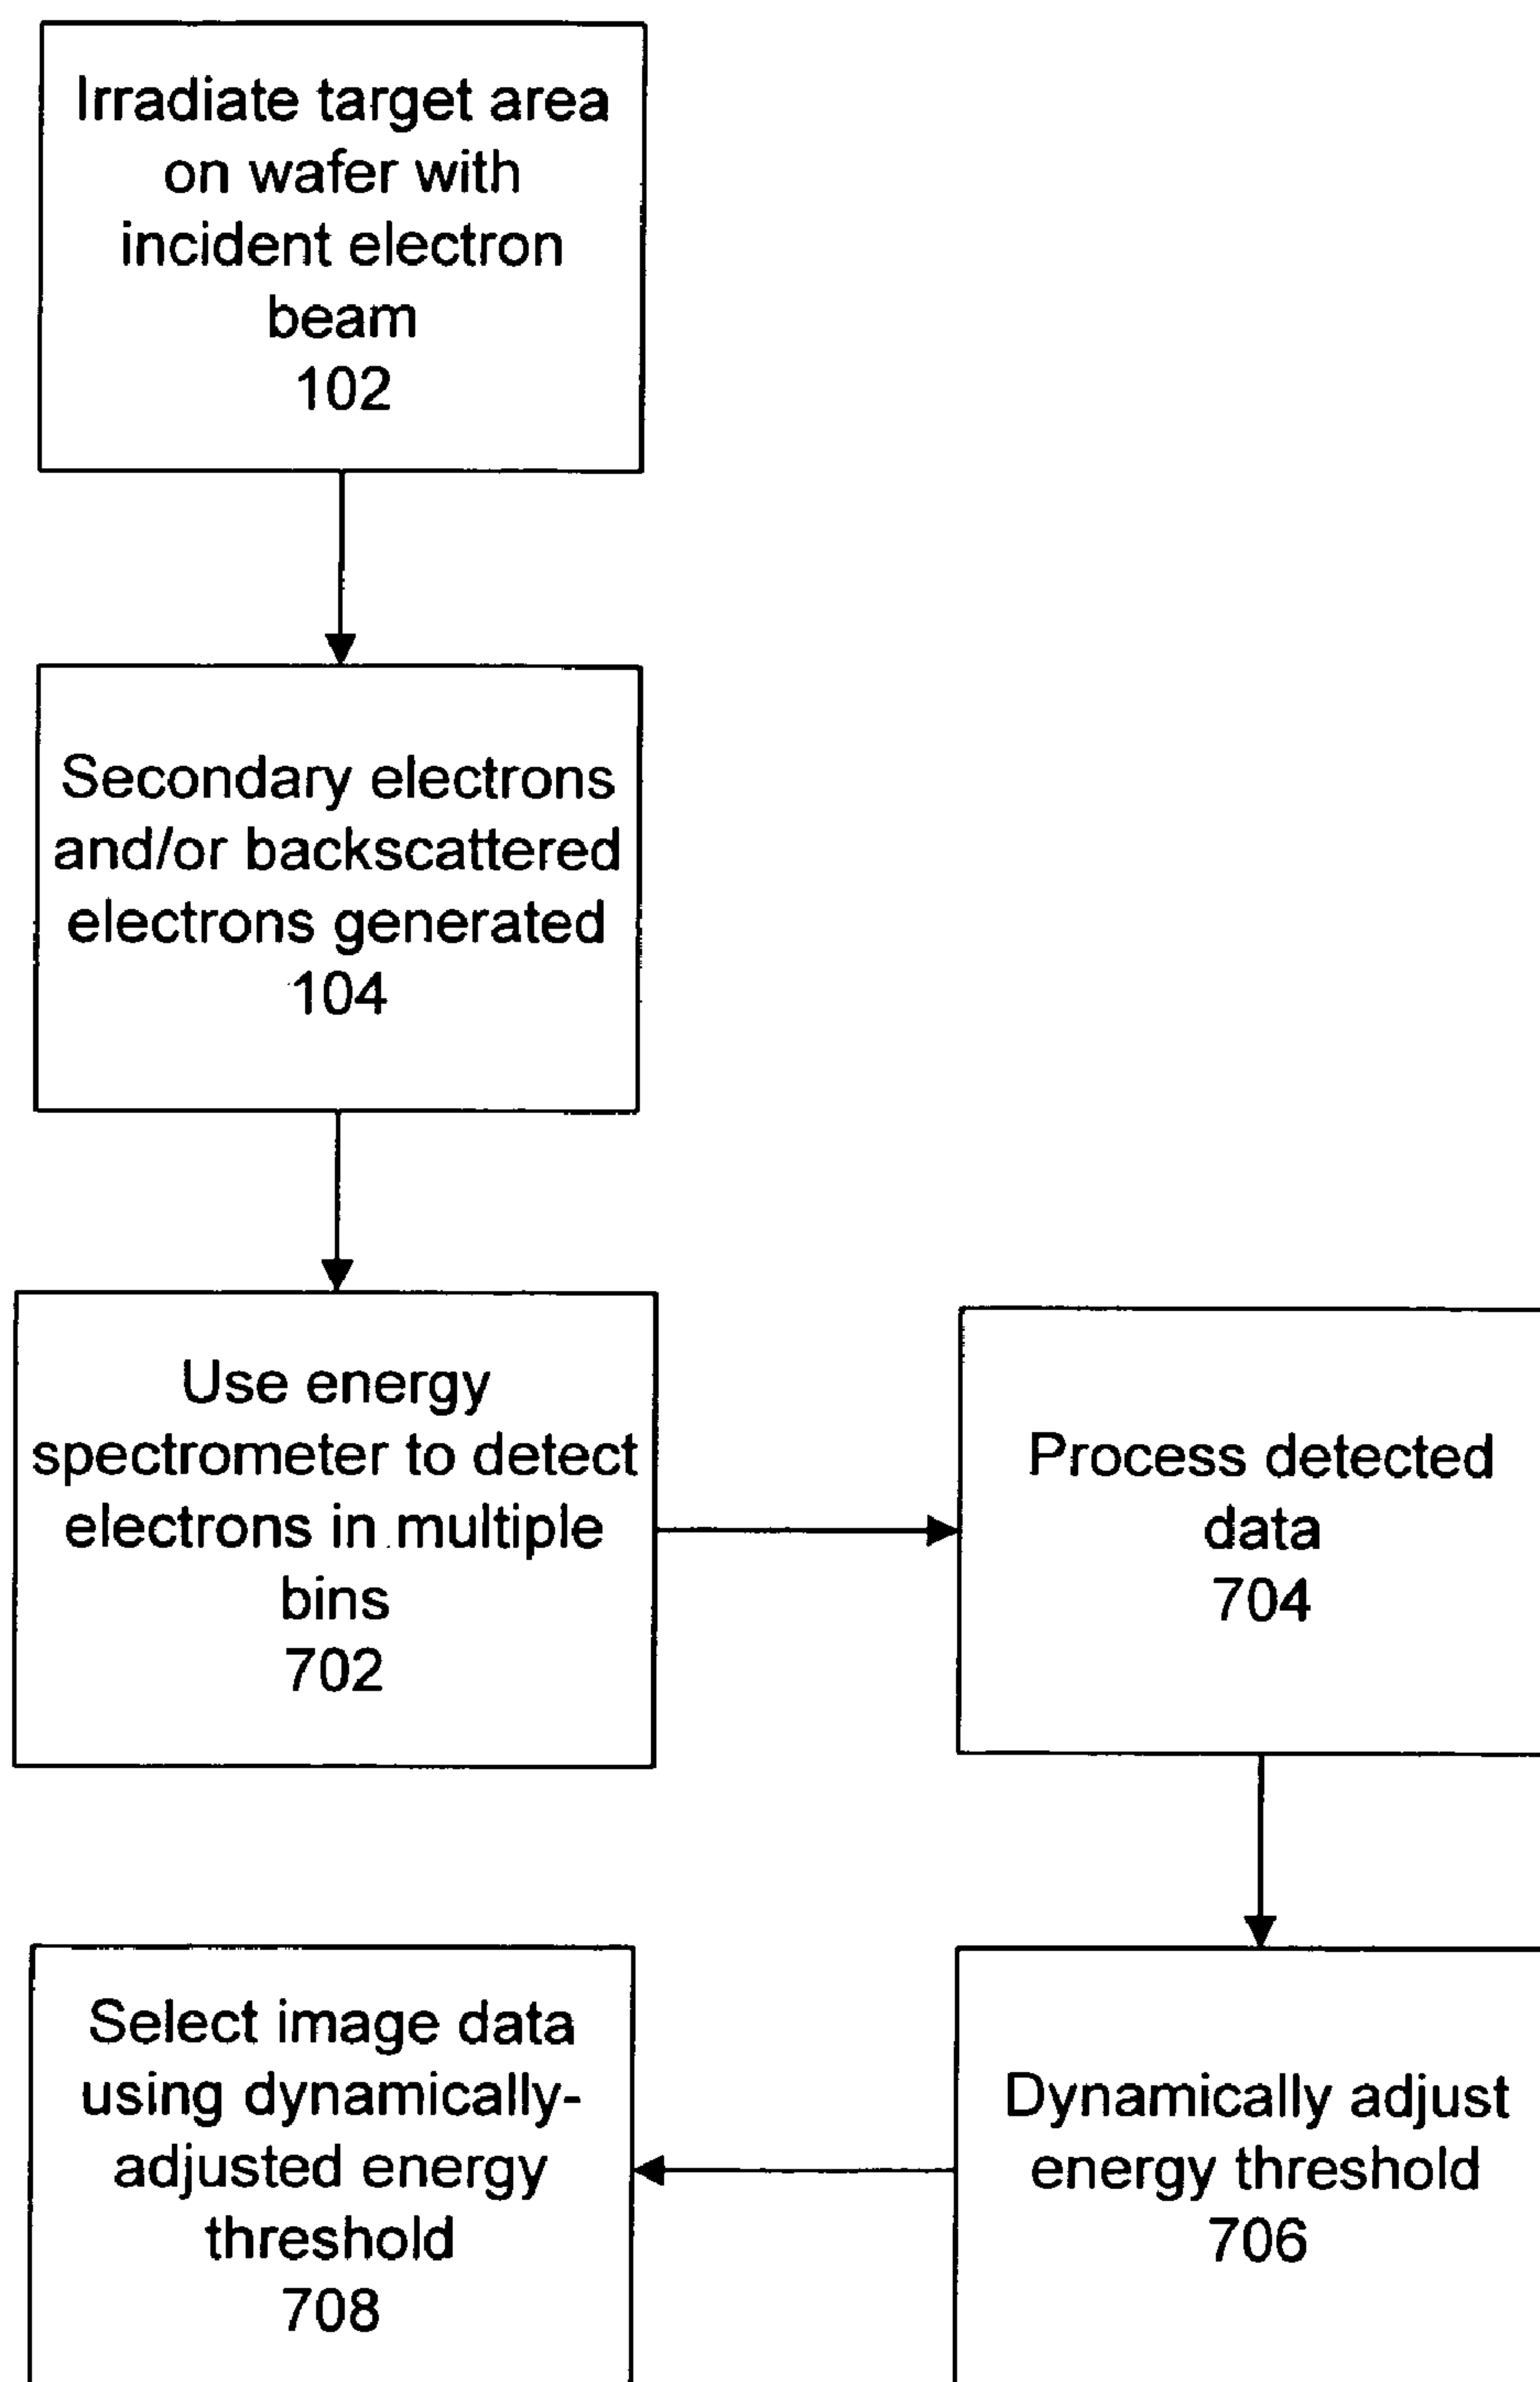 Irradiate target area
on wafer with
incident electron
beam
102
Secondary electrons
and/or backscattered
electrons generated
104
Use energy
spectrometer to detect
electrons in multiple
bins
702
Process detected
data
704
Dynamically adjust
energy threshold
706
Select image data
using dynamically-
adjusted energy
threshold
708